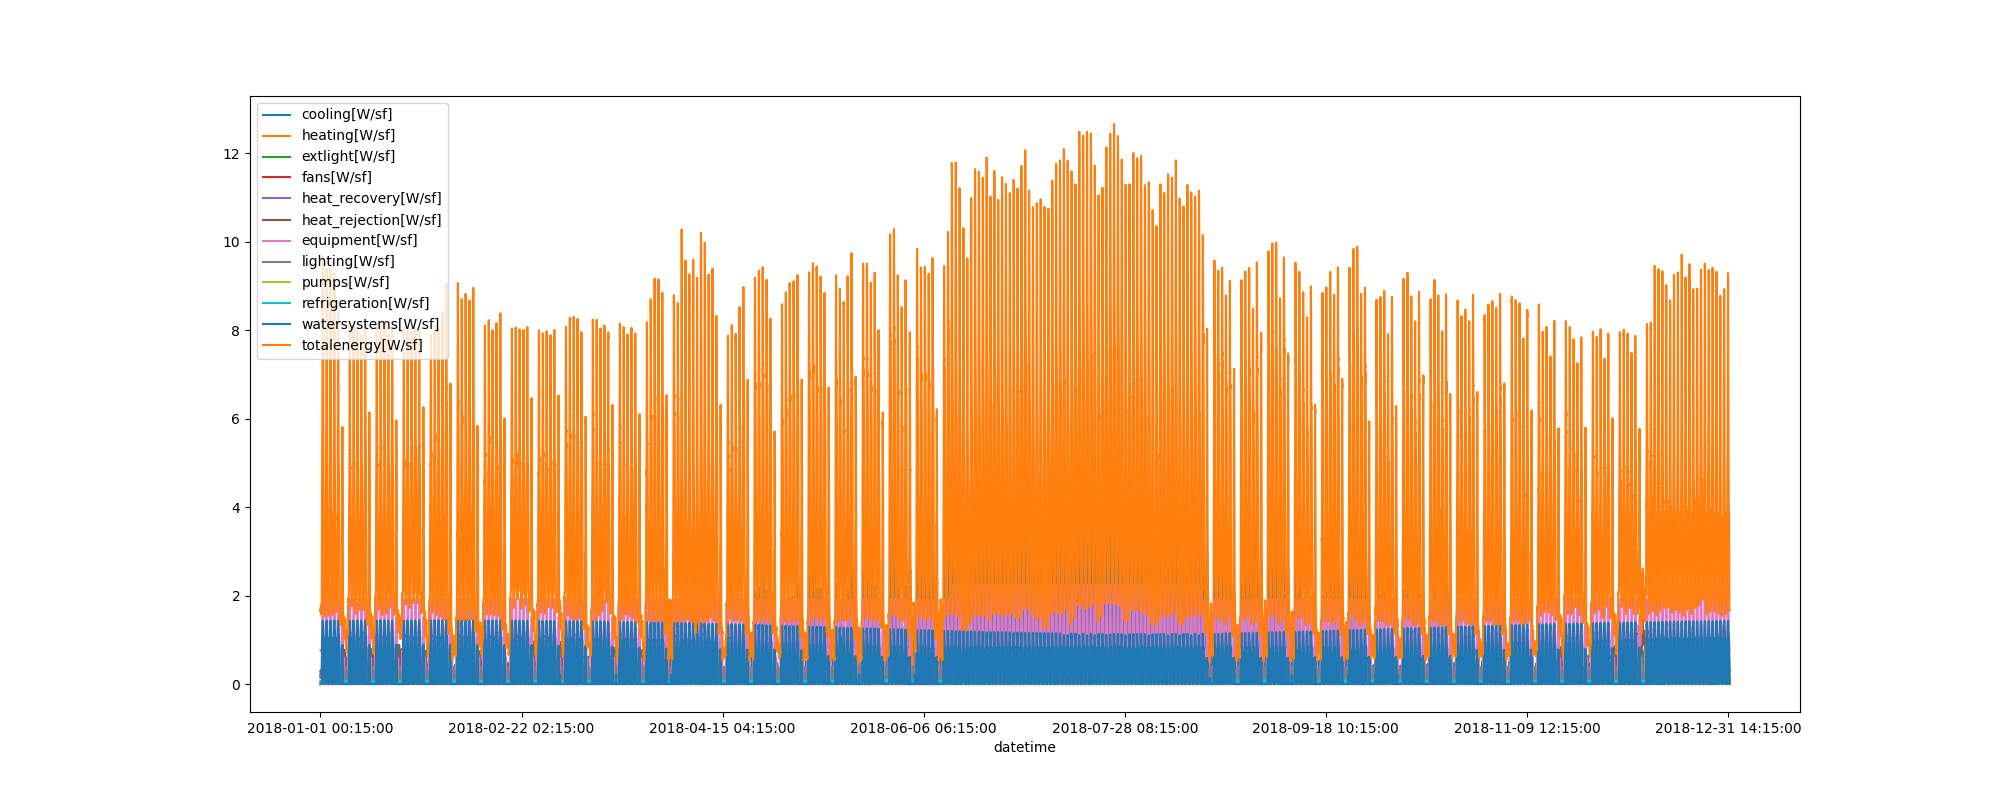 cooling[W/sf]
heating[W/sf]
extlight[W/sf]
fans[W/sf]
heat_recovery[W/sf]
heat_rejection[W/sf]
equipment[W/sf]
lighting[W/sf]
pumps[W/sf]
refrigeration[W/sf]
watersystems[W/sf]
totalenergy[W/sf]
12
10
8
6
4
2
0
2018-01-01 00:15:00 2018-02-22 02:15:00 2018-04-15 04:15:00 2018-06-06 06:15:00 2018-07-28 08:15:00 2018-09-18 10:15:00 2018-11-09 12:15:00 2018-12-31 14:15:00
datetime